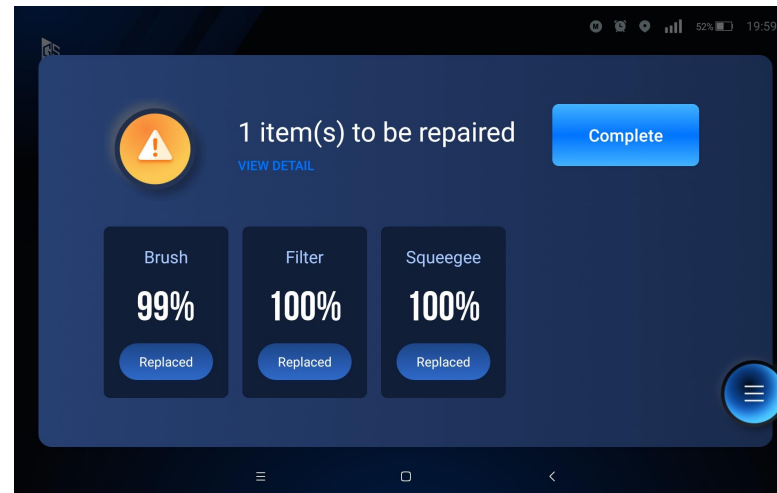 M 52% 19:59
GS
1 item(s) to be repaired
Complete
VIEW DETAIL
Brush Filter Squeegee
99% 100% 100%
Replaced Replaced Replaced